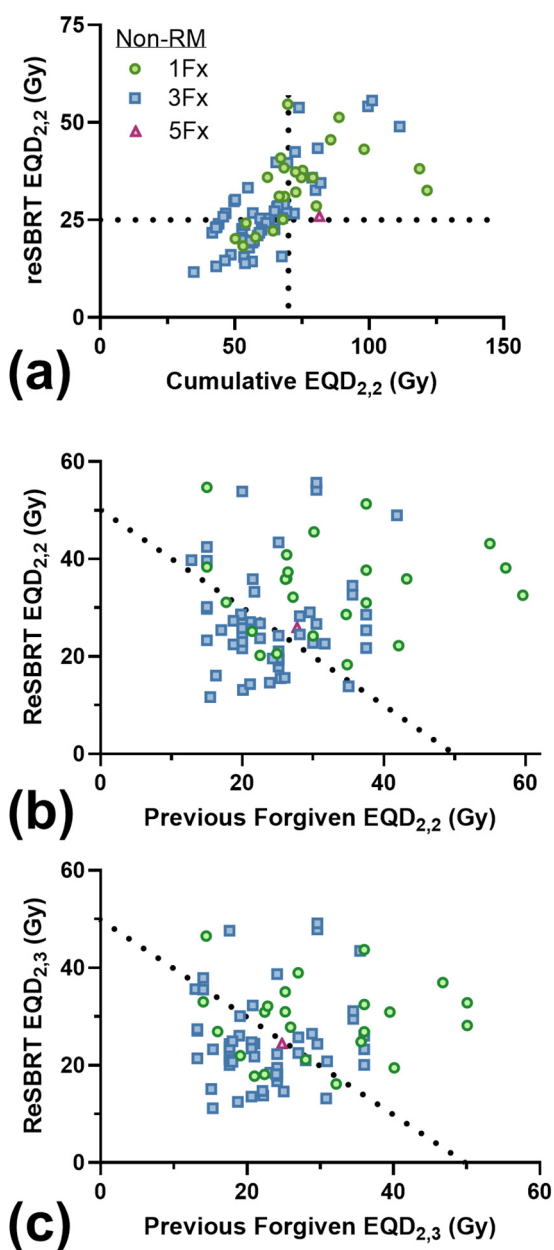 75
50
25
0
reSBRT EQD2,2 (Gy)
Non-RM
1Fx
3Fx
5Fx
0 50 100 150
Cumulative EQD2,2 (Gy)
(a)
60
40
20
0
ReSBRT EQD2,2 (Gy)
0 20 40 60
Previous Forgiven EQD2,2 (Gy)
(b)
60
40
20
0
ReSBRT EQD2,3 (Gy)
0 20 40 60
Previous Forgiven EQD2,3 (Gy)
(c)